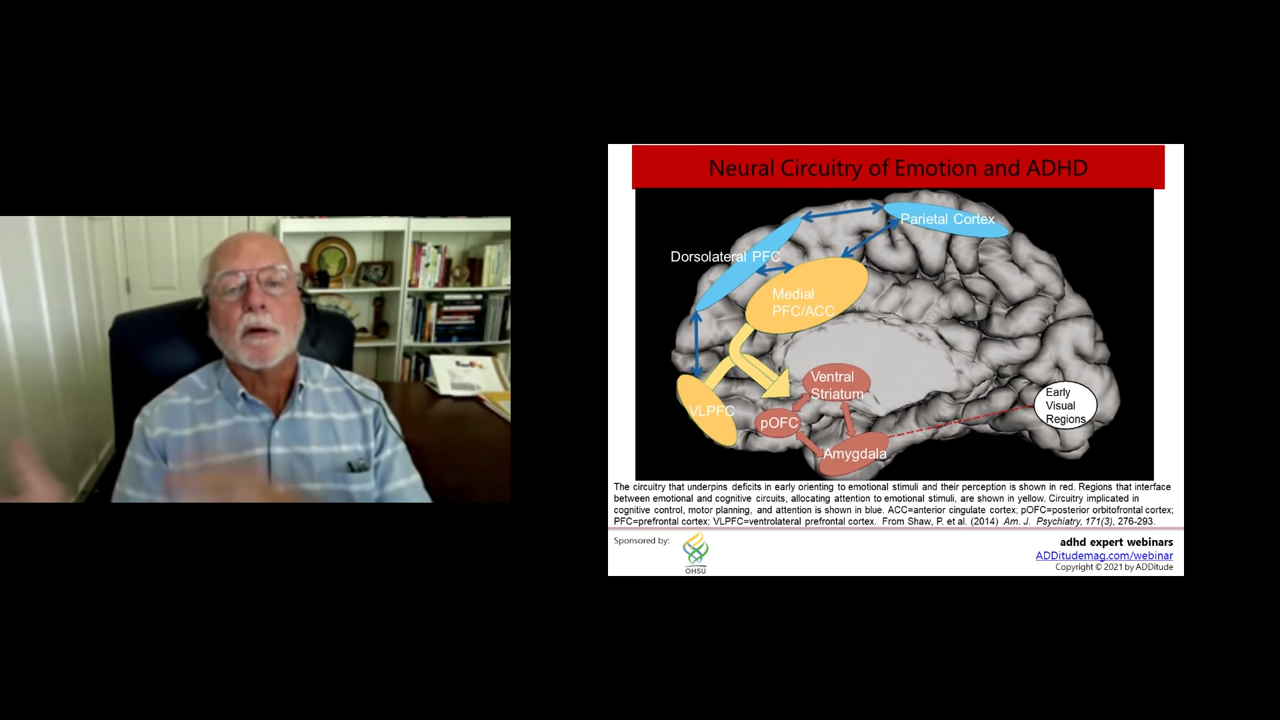 Neural Circuitry of Emotion and ADHD
Parietal Cortex
Dorsolateral PFC
Medial
PFC/ACC
Ventral
Striatum
Early
Visual
Regions
VLPFC
pOFC
Amygdala
The circuitry that underpins deficits in early orienting to emotional stimuli and their perception is shown in red. Regions that interface
between emotional and cognitive circuits, allocating attention to emotional stimuli, are shown in yellow. Circuitry implicated in
cognitive control, motor planning, and attention is shown in blue. ACC=anterior cingulate cortex; pOFC=posterior orbitofrontal cortex;
PFC=prefrontal cortex; VLPFC=ventrolateral prefrontal cortex. From Shaw, P. et al. (2014) Am. J. Psychiatry, 171(3), 276-293.
Sponsored by:
OHSU
adhd expert webinars
ADDitudemag.com/webinar
Copyright © 2021 by ADDitude